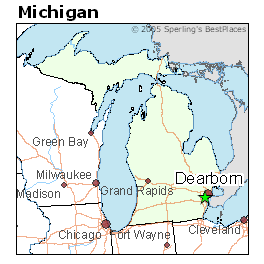 Michigan
© 2005 Sperling's BestPlaces
Green Bay
Milwaukee
Madison
Grand Rapids
Dearborn
Chicago
Fort Wayne
Cleveland